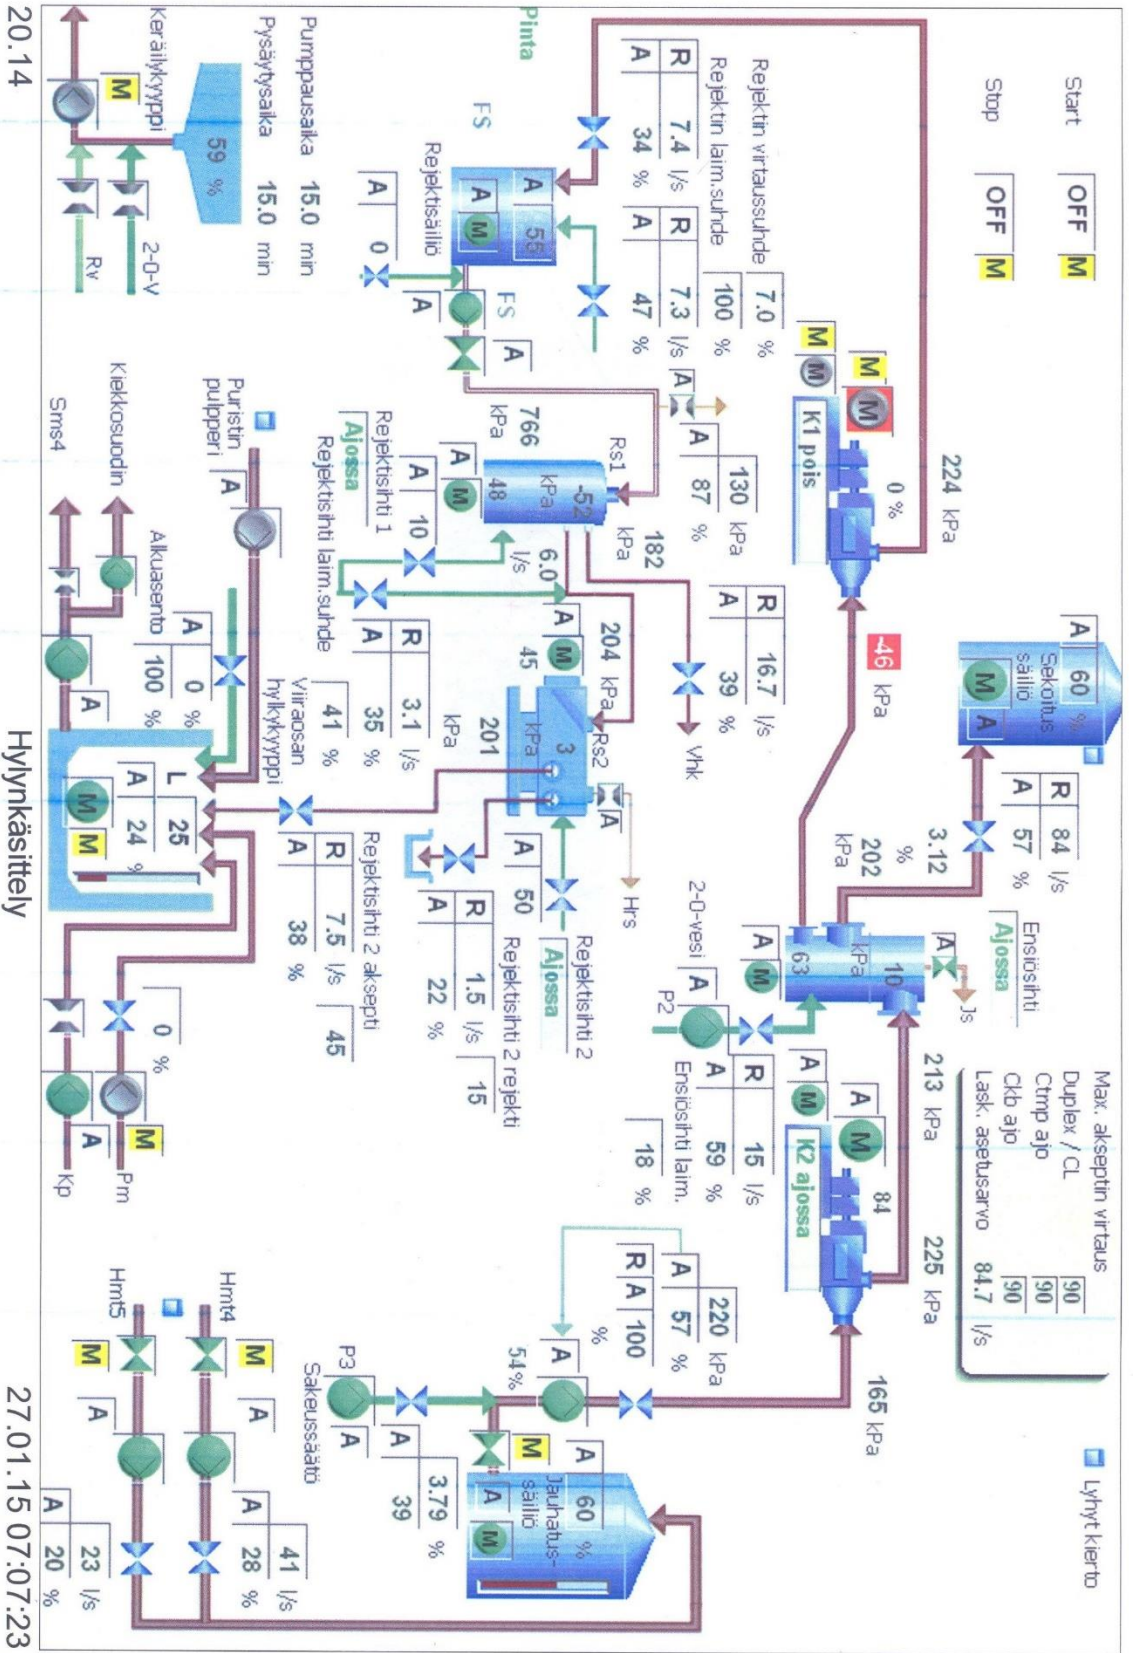 Start OFF M
Stop OFF M
224 kPa
0 %
M M
M M
K1 pois
-46 kPa
A 60 %
Sekoitus
säiliö
M A
R 84 l/s
A 57 %
3.12
%
202
kPa
Ensiösihti
Ajossa
A
Js
10
kPa
63
A M
213 kPa
Max. akseptin virtaus
Duplex / CL 90
Ctmp ajo 90
Ckb ajo 90
Lask. asetusarvo 84.7 l/s
Lyhyt kierto
A M
84
A M
K2 ajossa
225 kPa
165 kPa
2-0-vesi
A
P2
R 15 l/s
A 59 %
Ensiösihti laim.
18 %
220 kPa
A 57 %
R A 100
%
A
54%
Rejektin virtaussuhde 7.0 %
Rejektin laim.suhde 100 %
R 7.4 l/s
A 34 %
R 7.3 l/s
A 47 %
Pinta
FS
A 55
A M
Rejektisäiliö
A 0
FS
A
A
A
130 kPa
A 87 %
766
kPa
Rs1
-52
kPa
48
A M
182
kPa
R 16.7 l/s
A 39 %
Vhk
6.0
l/s
A 10
Rejektisihti 1
Ajossa
Rejektisihti laim.suhde
R 3.1 l/s
A 35 %
41 %
204 kPa
A M
45
Rs2
3
kPa
201
kPa
A
Hrs
A 50
Rejektisihti 2
Ajossa
Rejektisihti 2 rejekti
R 1.5 l/s 15
A 22 %
Rejektisihti 2 aksepti
R 7.5 l/s 45
A 38 %
Pumppausaika 15.0 min
Pysäytysaika 15.0 min
59 %
Keräilykyyppi
M
2-0-V
Rv
Puristin
pulpperi
A
Kiekkosuodin
Sms4
Alkuasento
A 0 %
100 %
A
Viiraosan
hylkykyyppi
L 25
A 24 %
M M
0 %
M
Pm
A
Kp
P3
A
Sakeussäätö
3.79 %
A 39
M
A 60 %
Jauhatus-
säiliö
A M
Hmt4
M
A
41 l/s
A 28 %
Hmt5
M
A
23 l/s
A 20 %
20.14
Hylynkäsittely
27.01.15 07:07:23